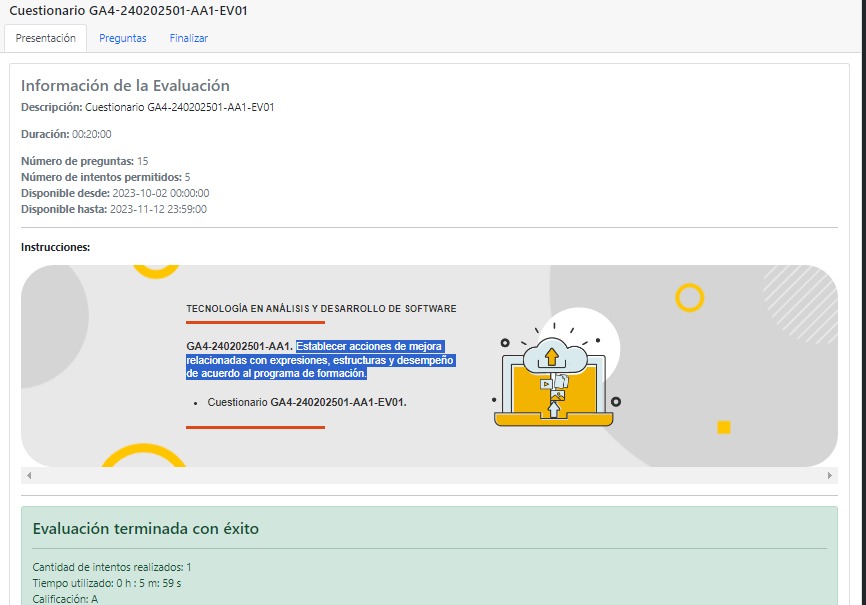 Cuestionario GA4-240202501-AA1-EV01
Presentación Preguntas Finalizar
Información de la Evaluación
Descripción: Cuestionario GA4-240202501-AA1-EV01
Duración: 00:20:00
Número de preguntas: 15
Número de intentos permitidos: 5
Disponible desde: 2023-10-02 00:00:00
Disponible hasta: 2023-11-12 23:59:00
Instrucciones:
TECNOLOGÍA EN ANÁLISIS Y DESARROLLO DE SOFTWARE
GA4-240202501-AA1. Establecer acciones de mejora
relacionadas con expresiones, estructuras y desempeño
de acuerdo al programa de formación.
• Cuestionario GA4-240202501-AA1-EV01.
Evaluación terminada con éxito
Cantidad de intentos realizados: 1
Tiempo utilizado: 0 h : 5 m: 59 s
Calificación: A